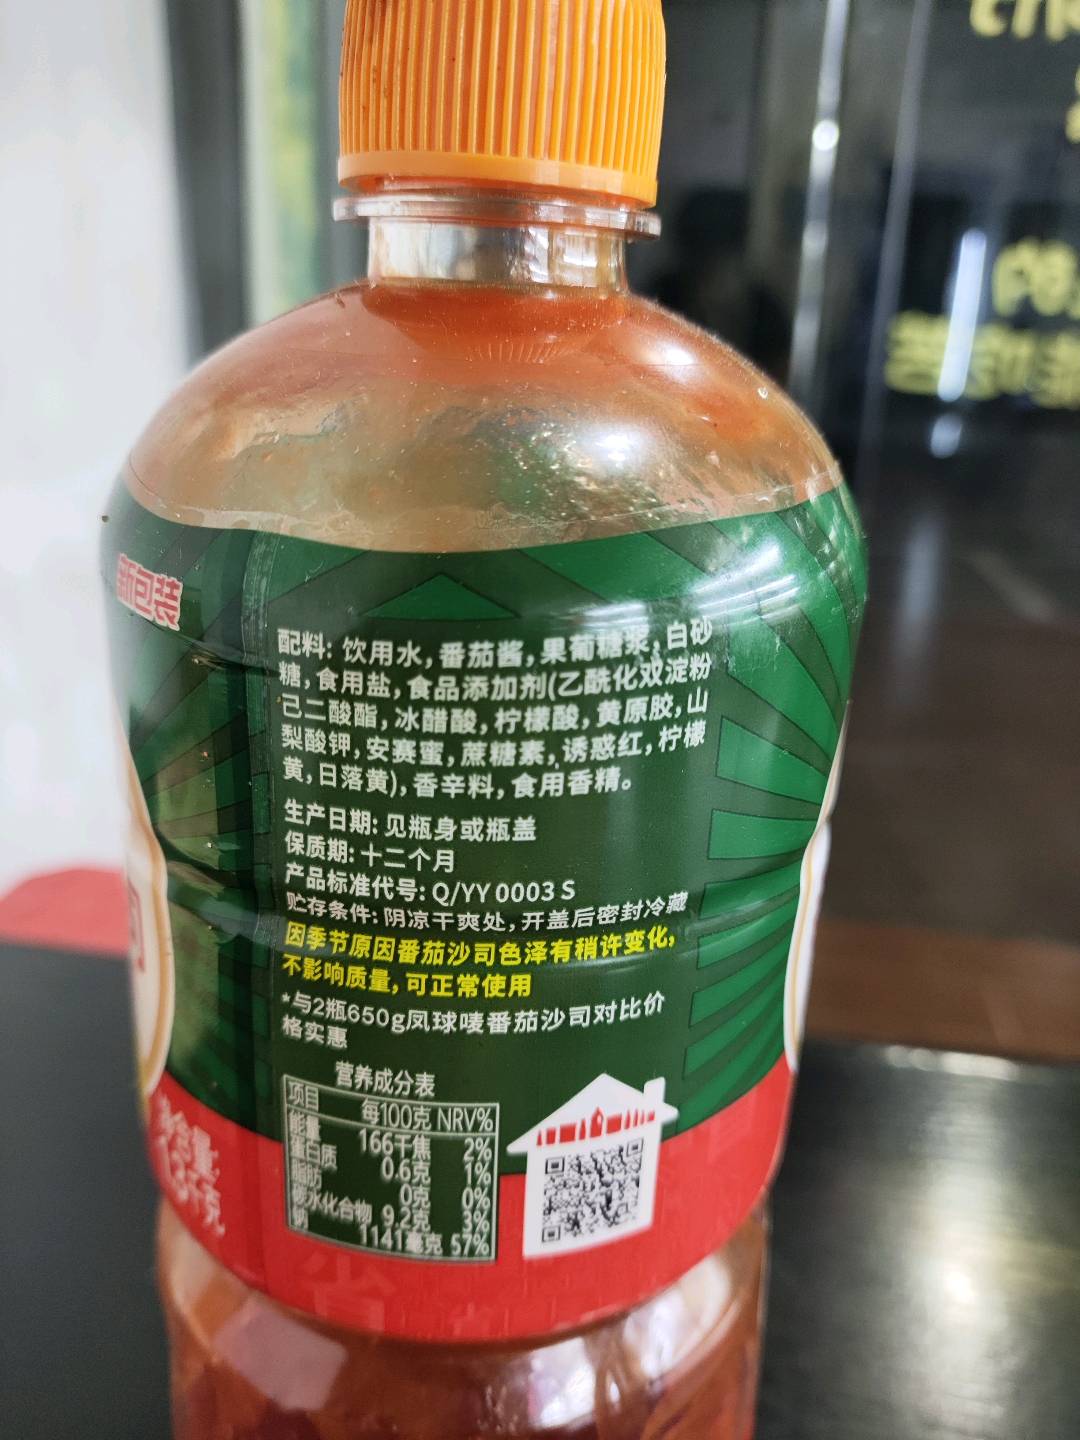 新包装
配料: 饮用水, 番茄酱, 果葡糖浆, 白砂
糖, 食用盐, 食品添加剂(乙酰化双淀粉
己二酸酯, 冰醋酸, 柠檬酸, 黄原胶, 山
梨酸钾, 安赛蜜, 蔗糖素, 诱惑红, 柠檬
黄, 日落黄), 香辛料, 食用香精。
生产日期: 见瓶身或瓶盖
保质期: 十二个月
产品标准代号: Q/YY 0003 S
贮存条件: 阴凉干爽处, 开盖后密封冷藏
因季节原因番茄沙司色泽有稍许变化,
不影响质量, 可正常使用
*与2瓶650g凤球唛番茄沙司对比价
格实惠
营养成分表
项目 每100克 NRV%
能量 166千焦 2%
蛋白质 0.6克 1%
脂肪 0克 0%
碳水化合物 9.2克 3%
钠 1141毫克 57%
净含量:
1.3千克
省